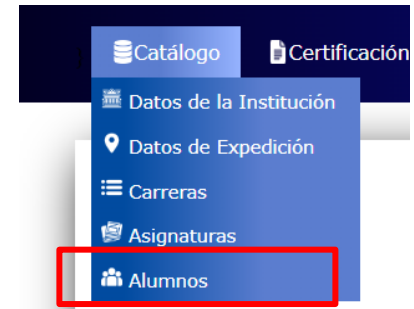 Catálogo Certificación
Datos de la Institución
Datos de Expedición
Carreras
Asignaturas
Alumnos